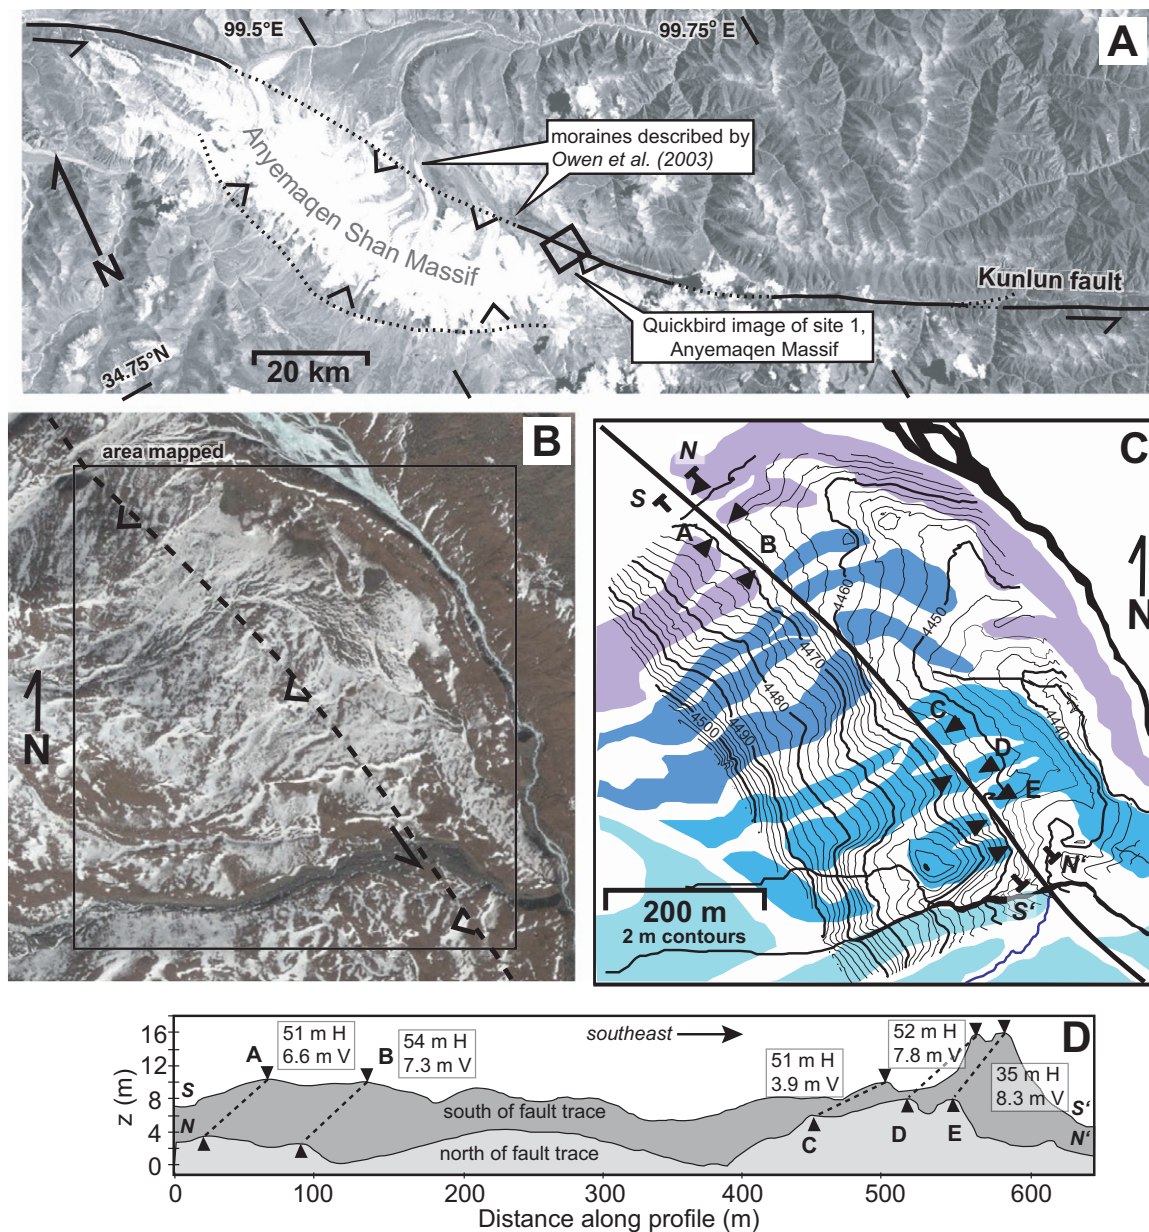 99.5°E
99.75° E
A
moraines described by
Owen et al. (2003)
Anyemaqen Shan Massif
N
Kunlun fault
Quickbird image of site 1,
Anyemaqen Massif
34.75°N
20 km
B
area mapped
N
C
N
S
A
B
N
4460
4450
4470
4480
4490
4500
4440
C
D
E
N'
S'
200 m
2 m contours
D
southeast
z (m)
16
12
8
4
0
S
N
A
51 m H
6.6 m V
B
54 m H
7.3 m V
51 m H
3.9 m V
52 m H
7.8 m V
35 m H
8.3 m V
south of fault trace
north of fault trace
C
D
E
S'
N'
0
100
200
300
400
500
600
Distance along profile (m)